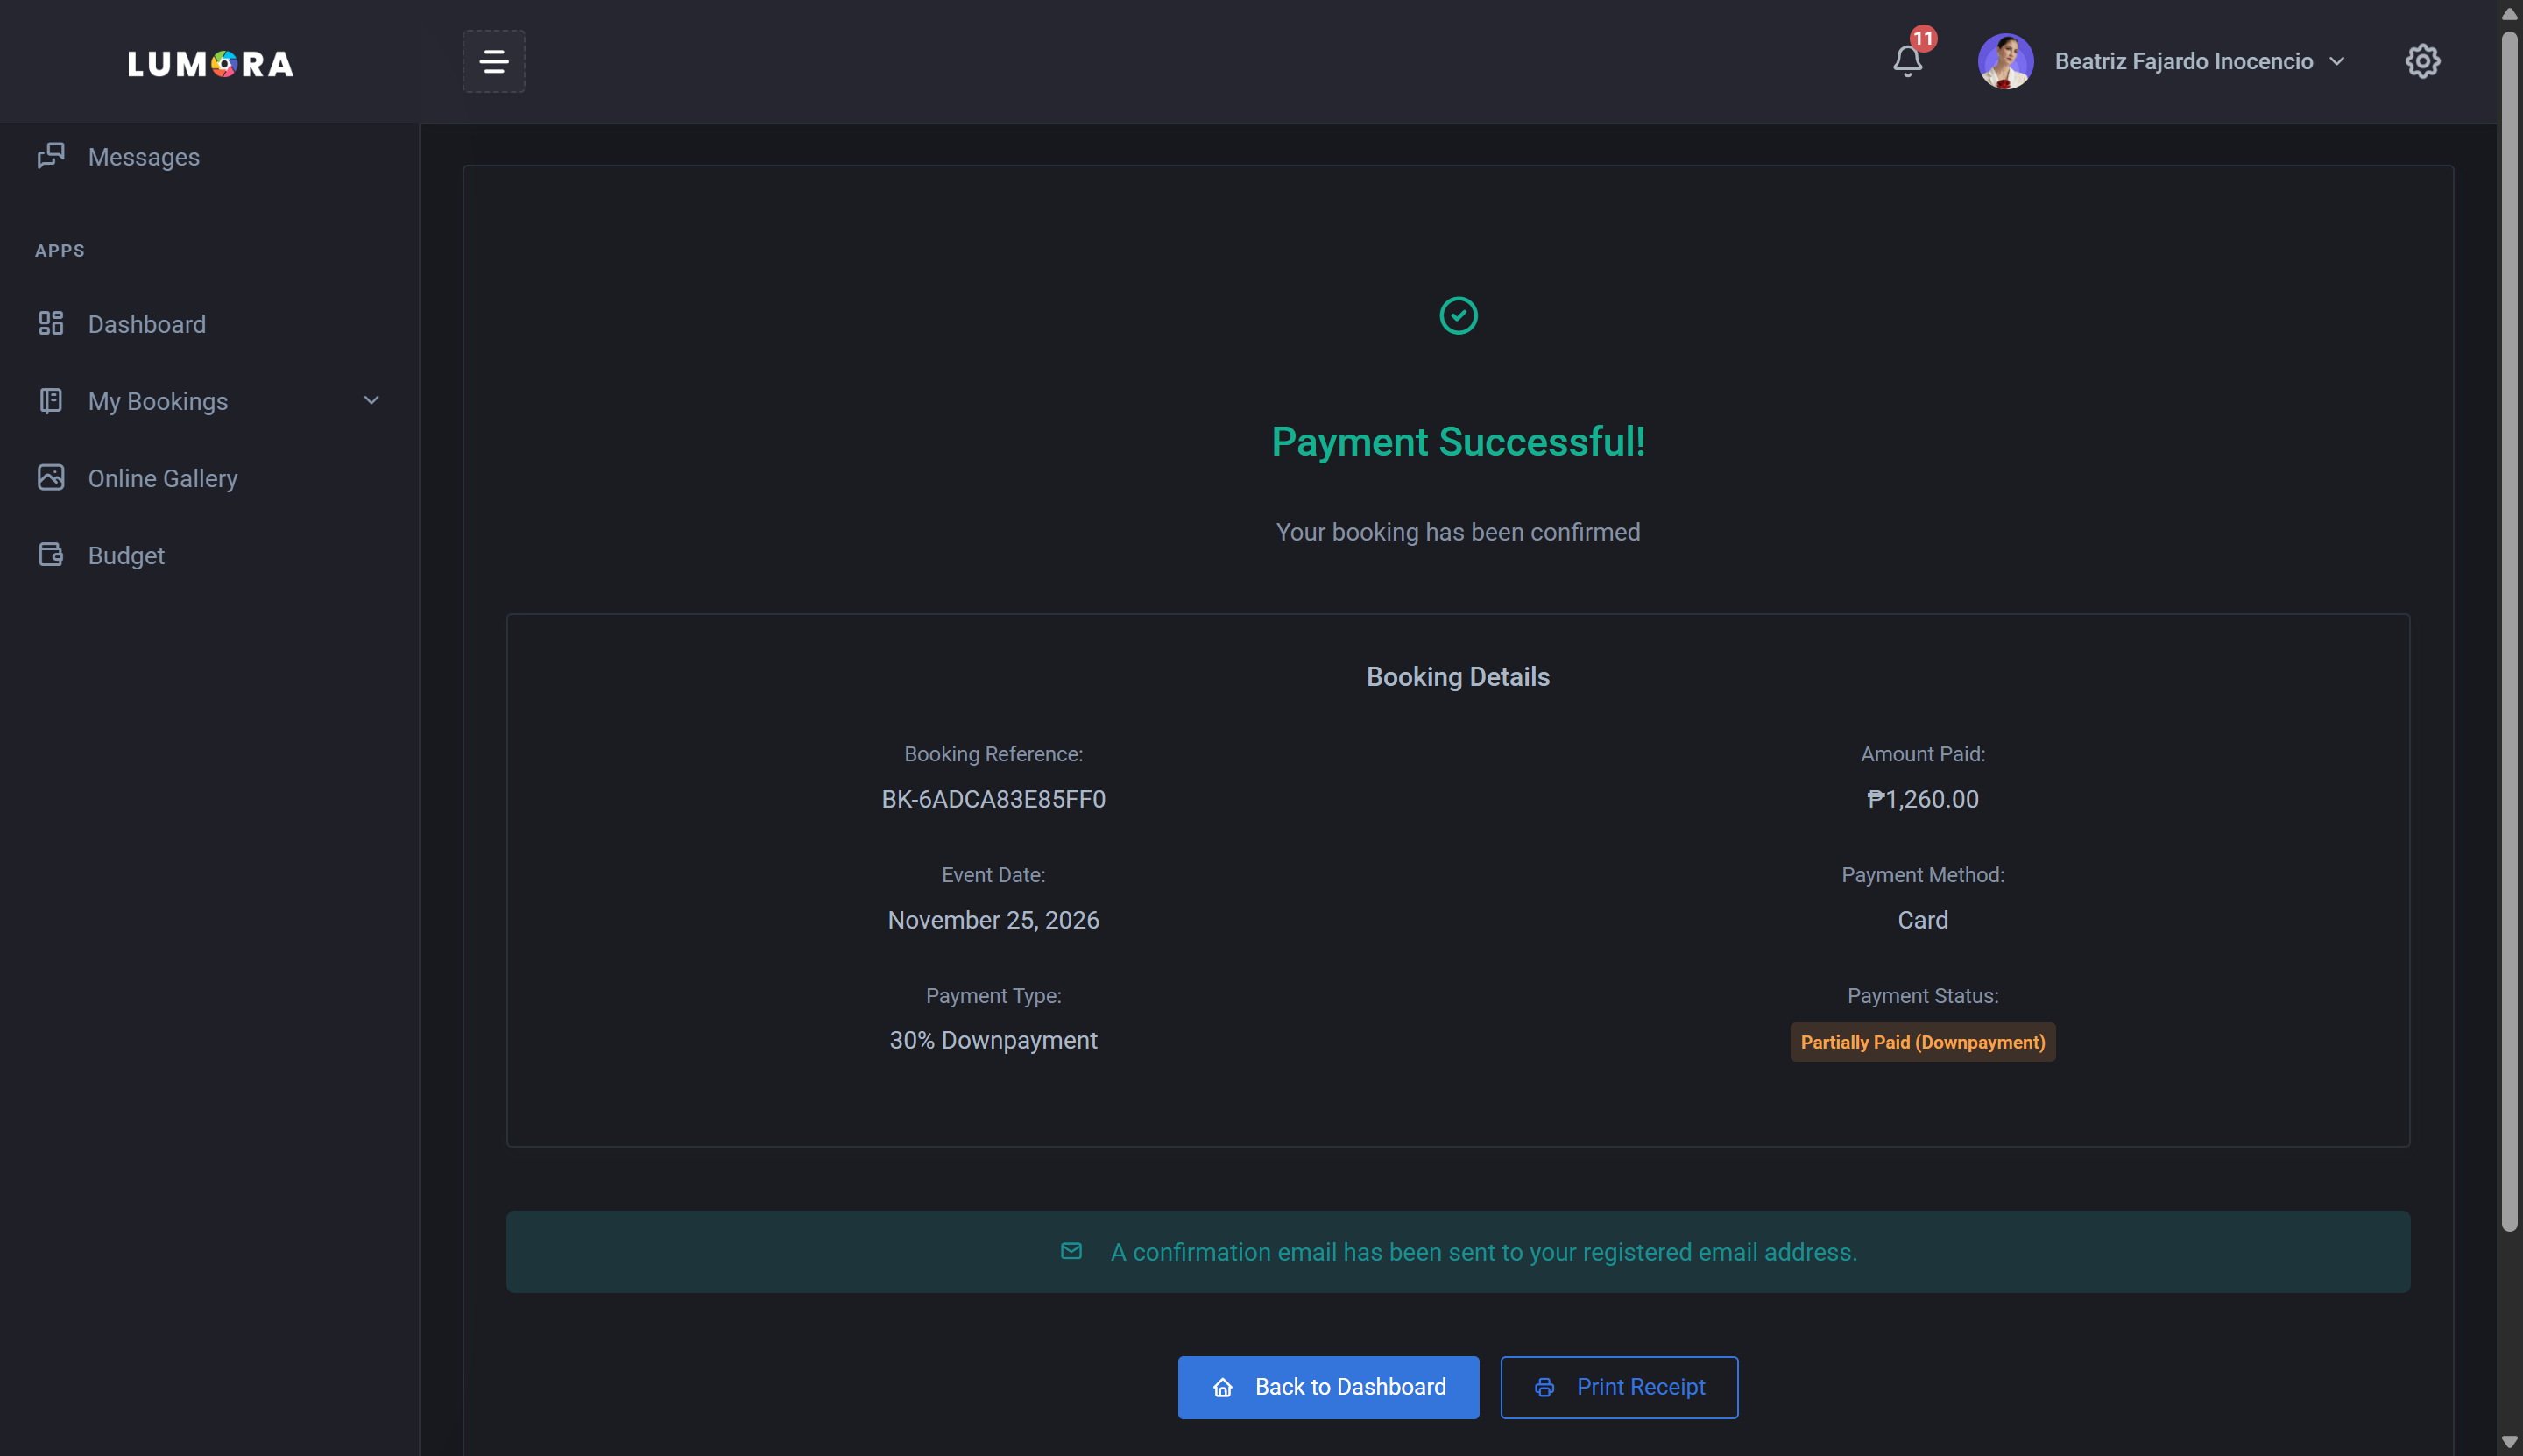 LUMORA
11
Beatriz Fajardo Inocencio
Messages
APPS
Dashboard
My Bookings
Online Gallery
Budget
Payment Successful!
Your booking has been confirmed
Booking Details
Booking Reference:
BK-6ADCA83E85FF0
Amount Paid:
₱1,260.00
Event Date:
November 25, 2026
Payment Method:
Card
Payment Type:
30% Downpayment
Payment Status:
Partially Paid (Downpayment)
A confirmation email has been sent to your registered email address.
Back to Dashboard
Print Receipt